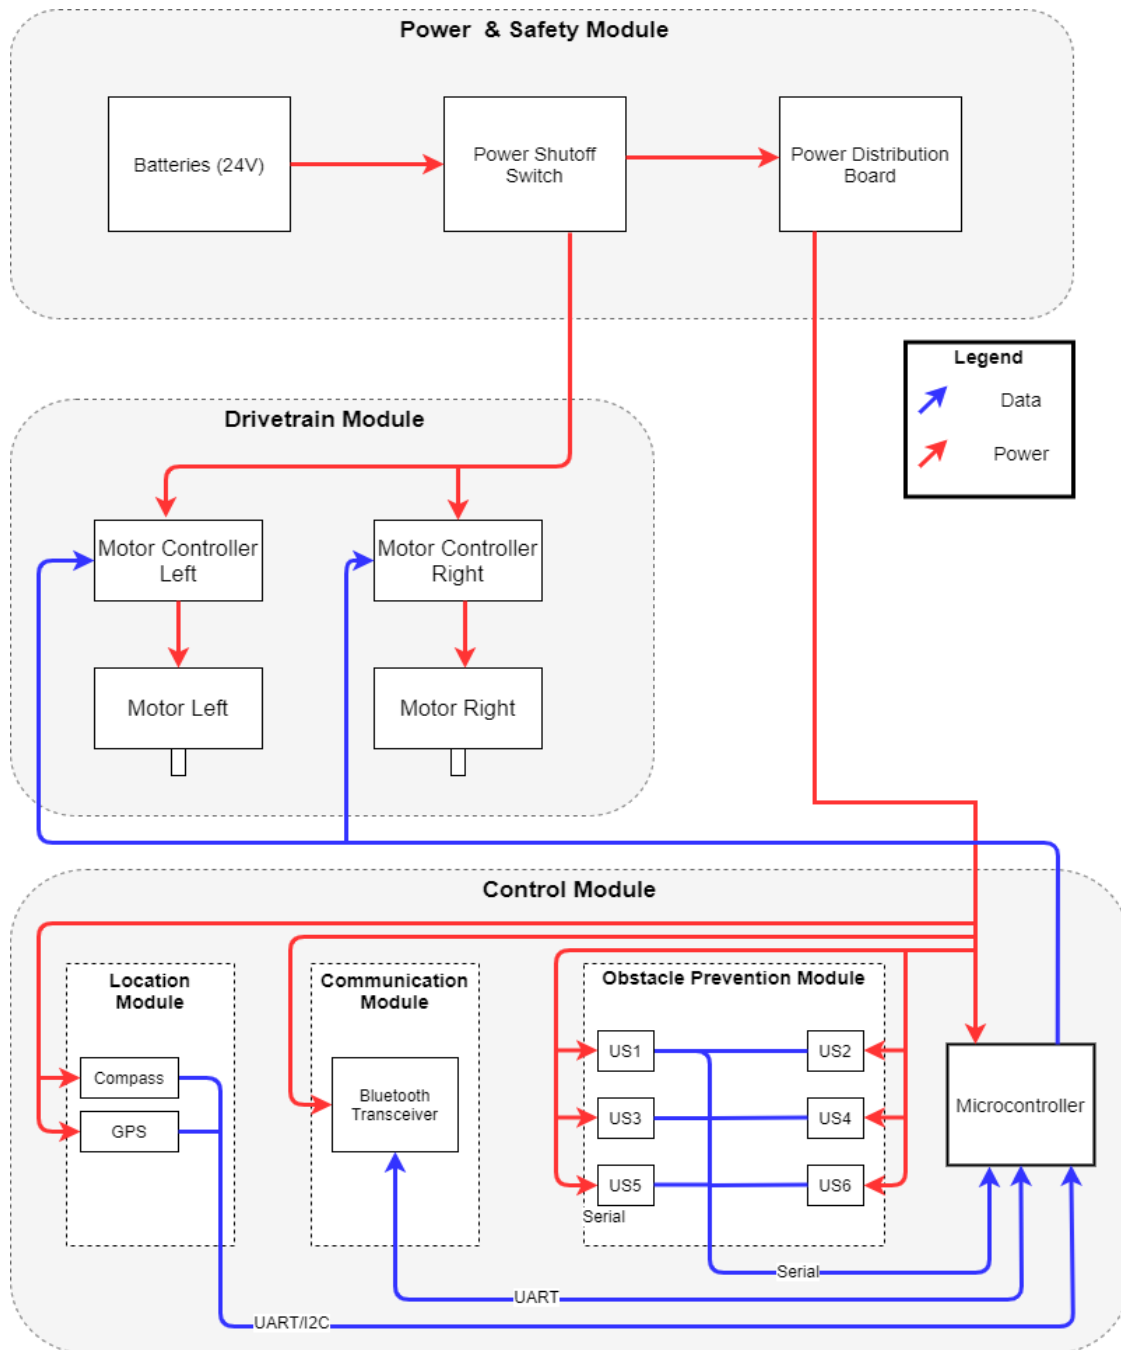 Power & Safety Module
Batteries (24V)
Power Shutoff
Switch
Power Distribution
Board
Legend
Data
Power
Drivetrain Module
Motor Controller
Left
Motor Controller
Right
Motor Left
Motor Right
Control Module
Location
Module
Compass
GPS
Communication
Module
Bluetooth
Transceiver
Obstacle Prevention Module
US1
US2
US3
US4
US5
US6
Serial
Microcontroller
Serial
UART
UART/I2C